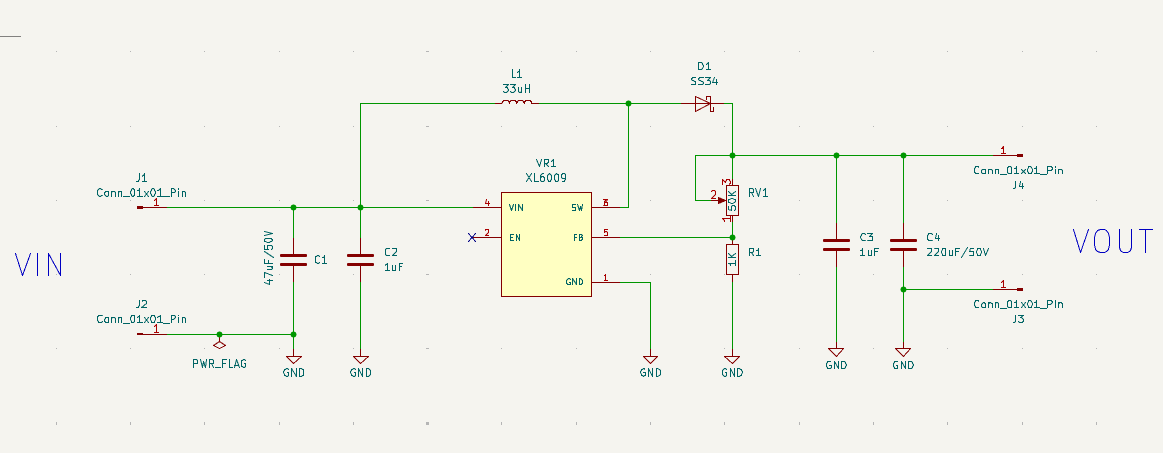 L1
33uH
D1
SS34
VR1
XL6009
VIN
EN
SW
FB
GND
4
2
3
5
1
J1
Conn_01x01_Pin
1
VIN
J2
Conn_01x01_Pin
1
PWR_FLAG
47uF/50V
C1
C2
1uF
GND
GND
GND
3
2
50K
1
RV1
1K
R1
GND
C3
1uF
C4
220uF/50V
GND
GND
1
Conn_01x01_Pin
J4
VOUT
1
Conn_01x01_Pin
J3